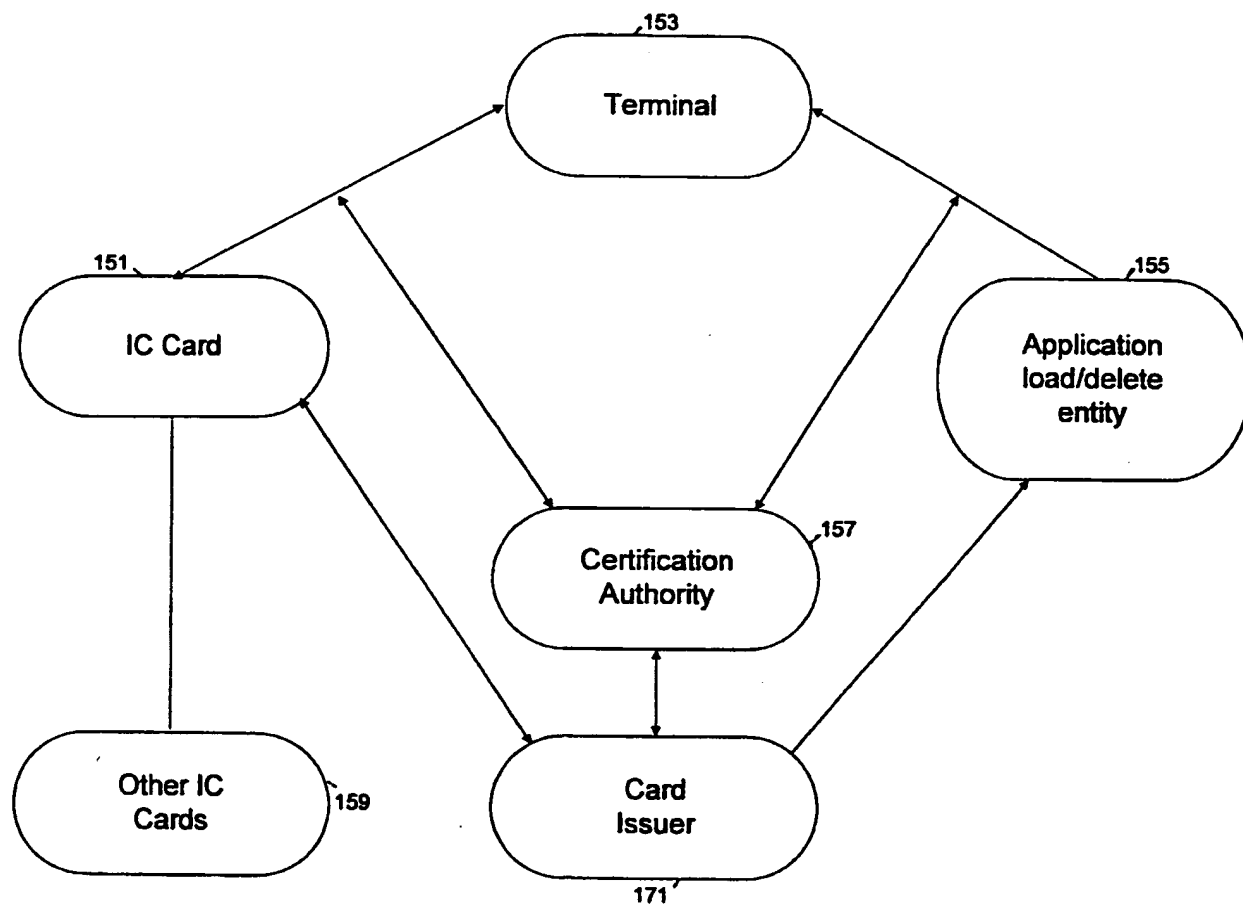 153
Terminal
151
IC Card
155
Application
load/delete
entity
157
Certification
Authority
Other IC
Cards
159
Card
Issuer
171